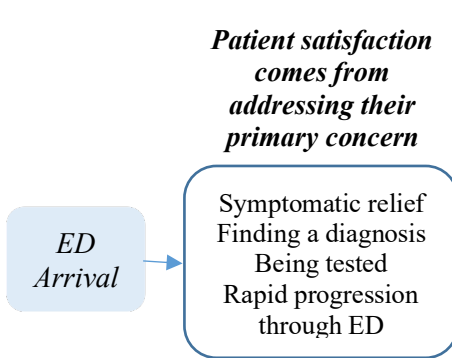 Patient satisfaction
comes from
addressing their
primary concern
ED
Arrival
Symptomatic relief
Finding a diagnosis
Being tested
Rapid progression
through ED